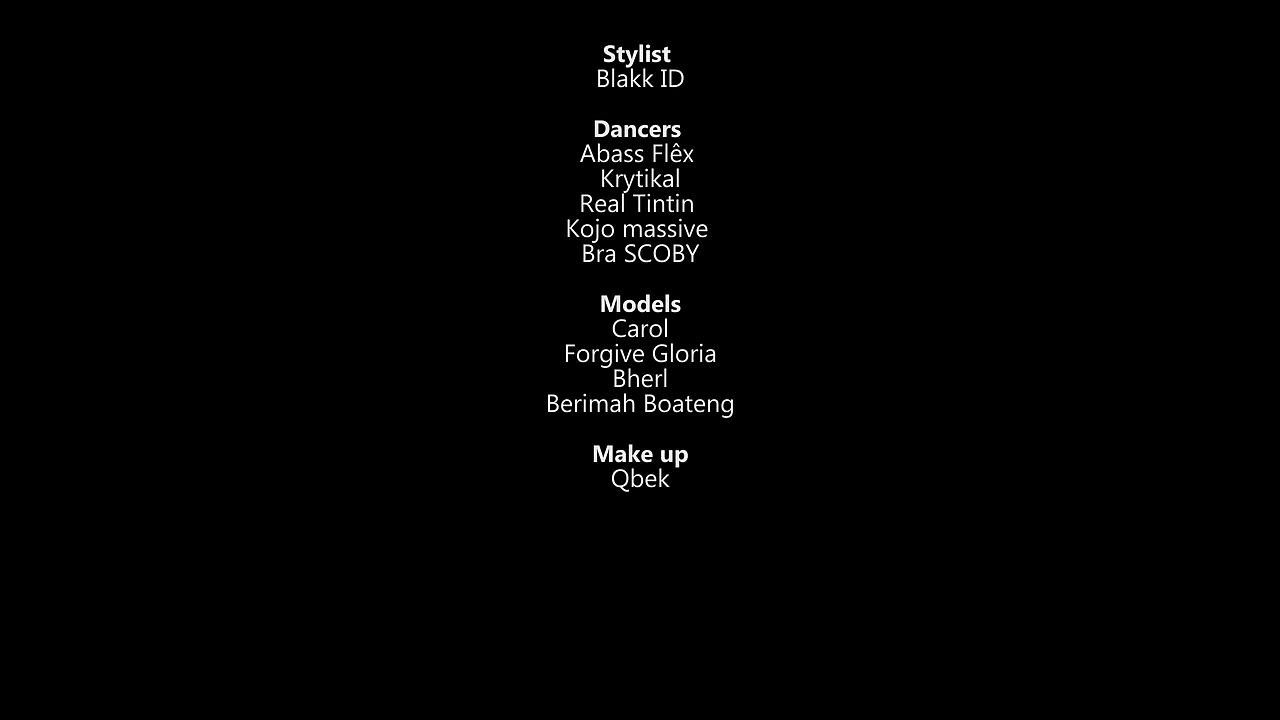 Stylist
Blakk ID
Dancers
Abass Flêx
Krytikal
Real Tintin
Kojo massive
Bra SCOBY
Models
Carol
Forgive Gloria
Bherl
Berimah Boateng
Make up
Qbek